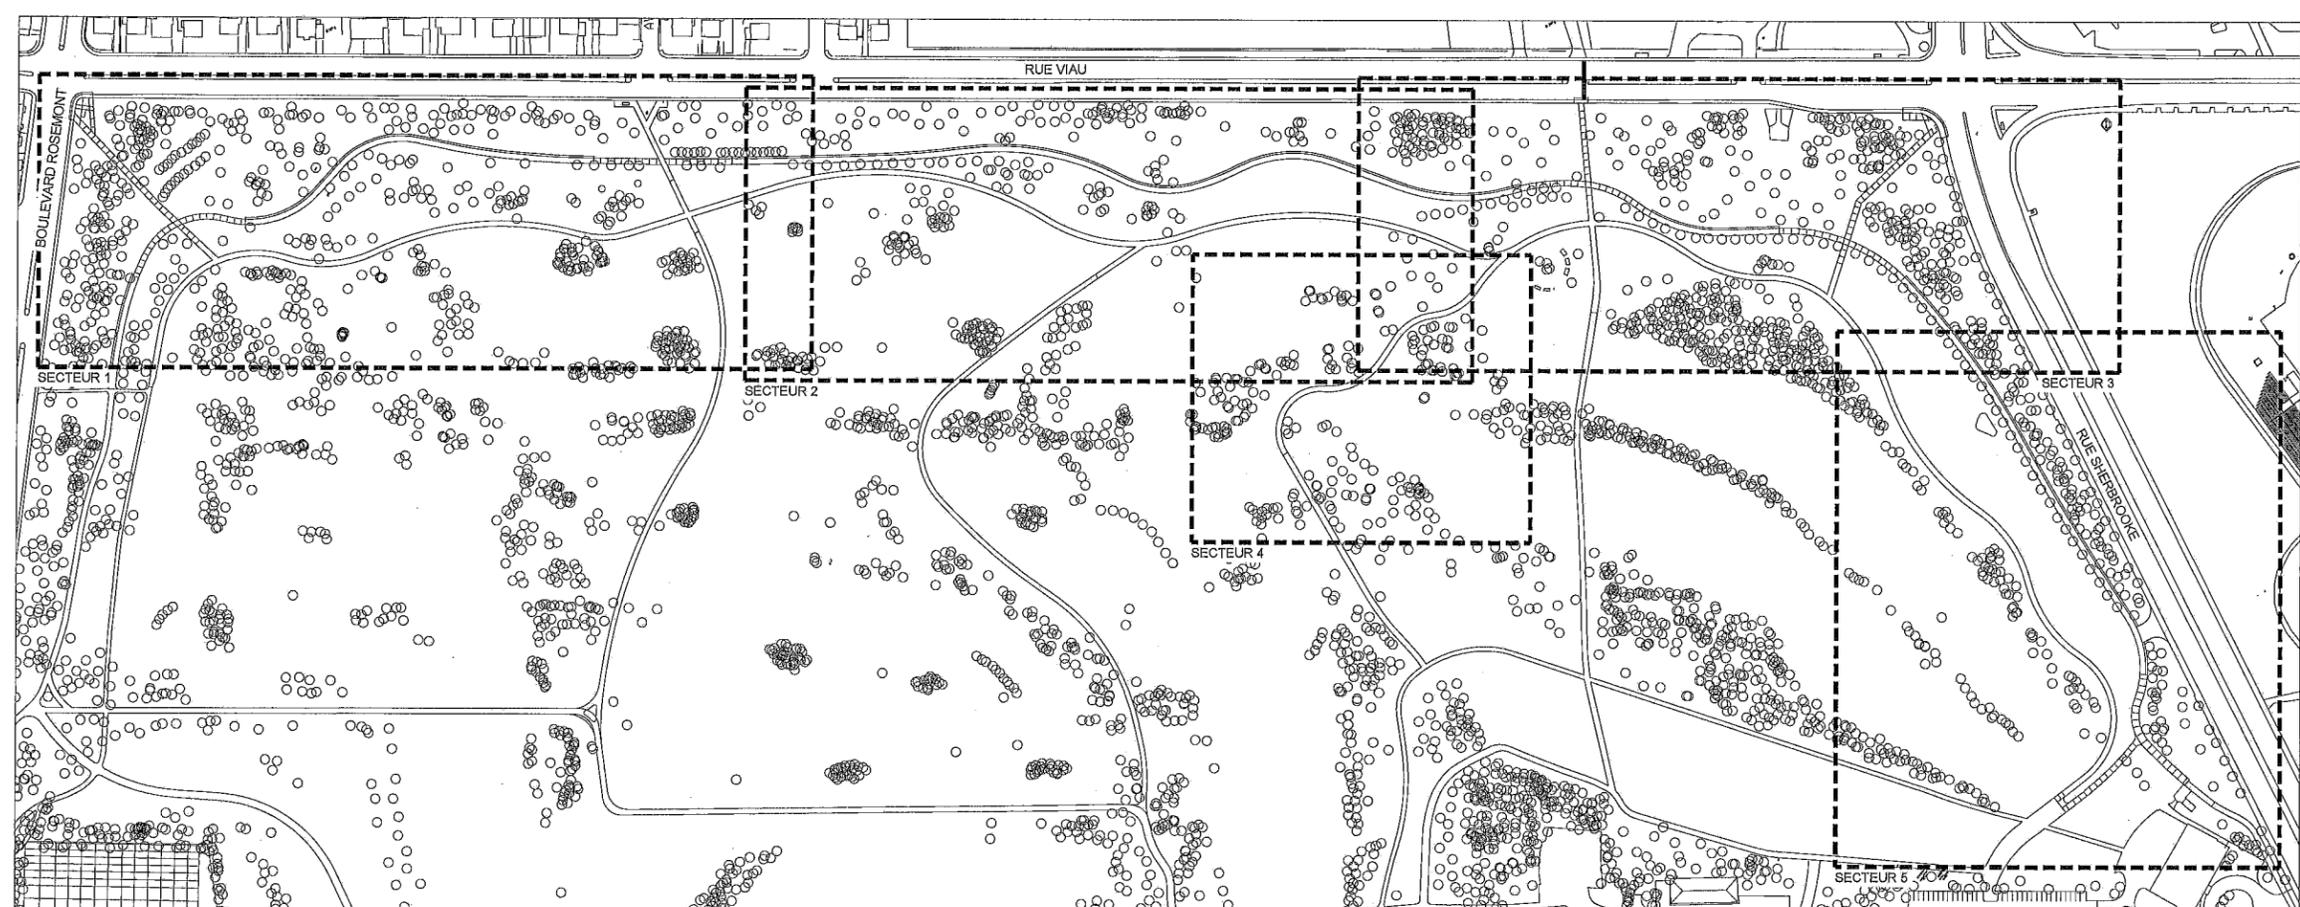 RUE VIAU
BOULEVARD ROSEMONT
SECTEUR 1
SECTEUR 2
SECTEUR 3
RUE SHERBROOKE
SECTEUR 4
SECTEUR 5